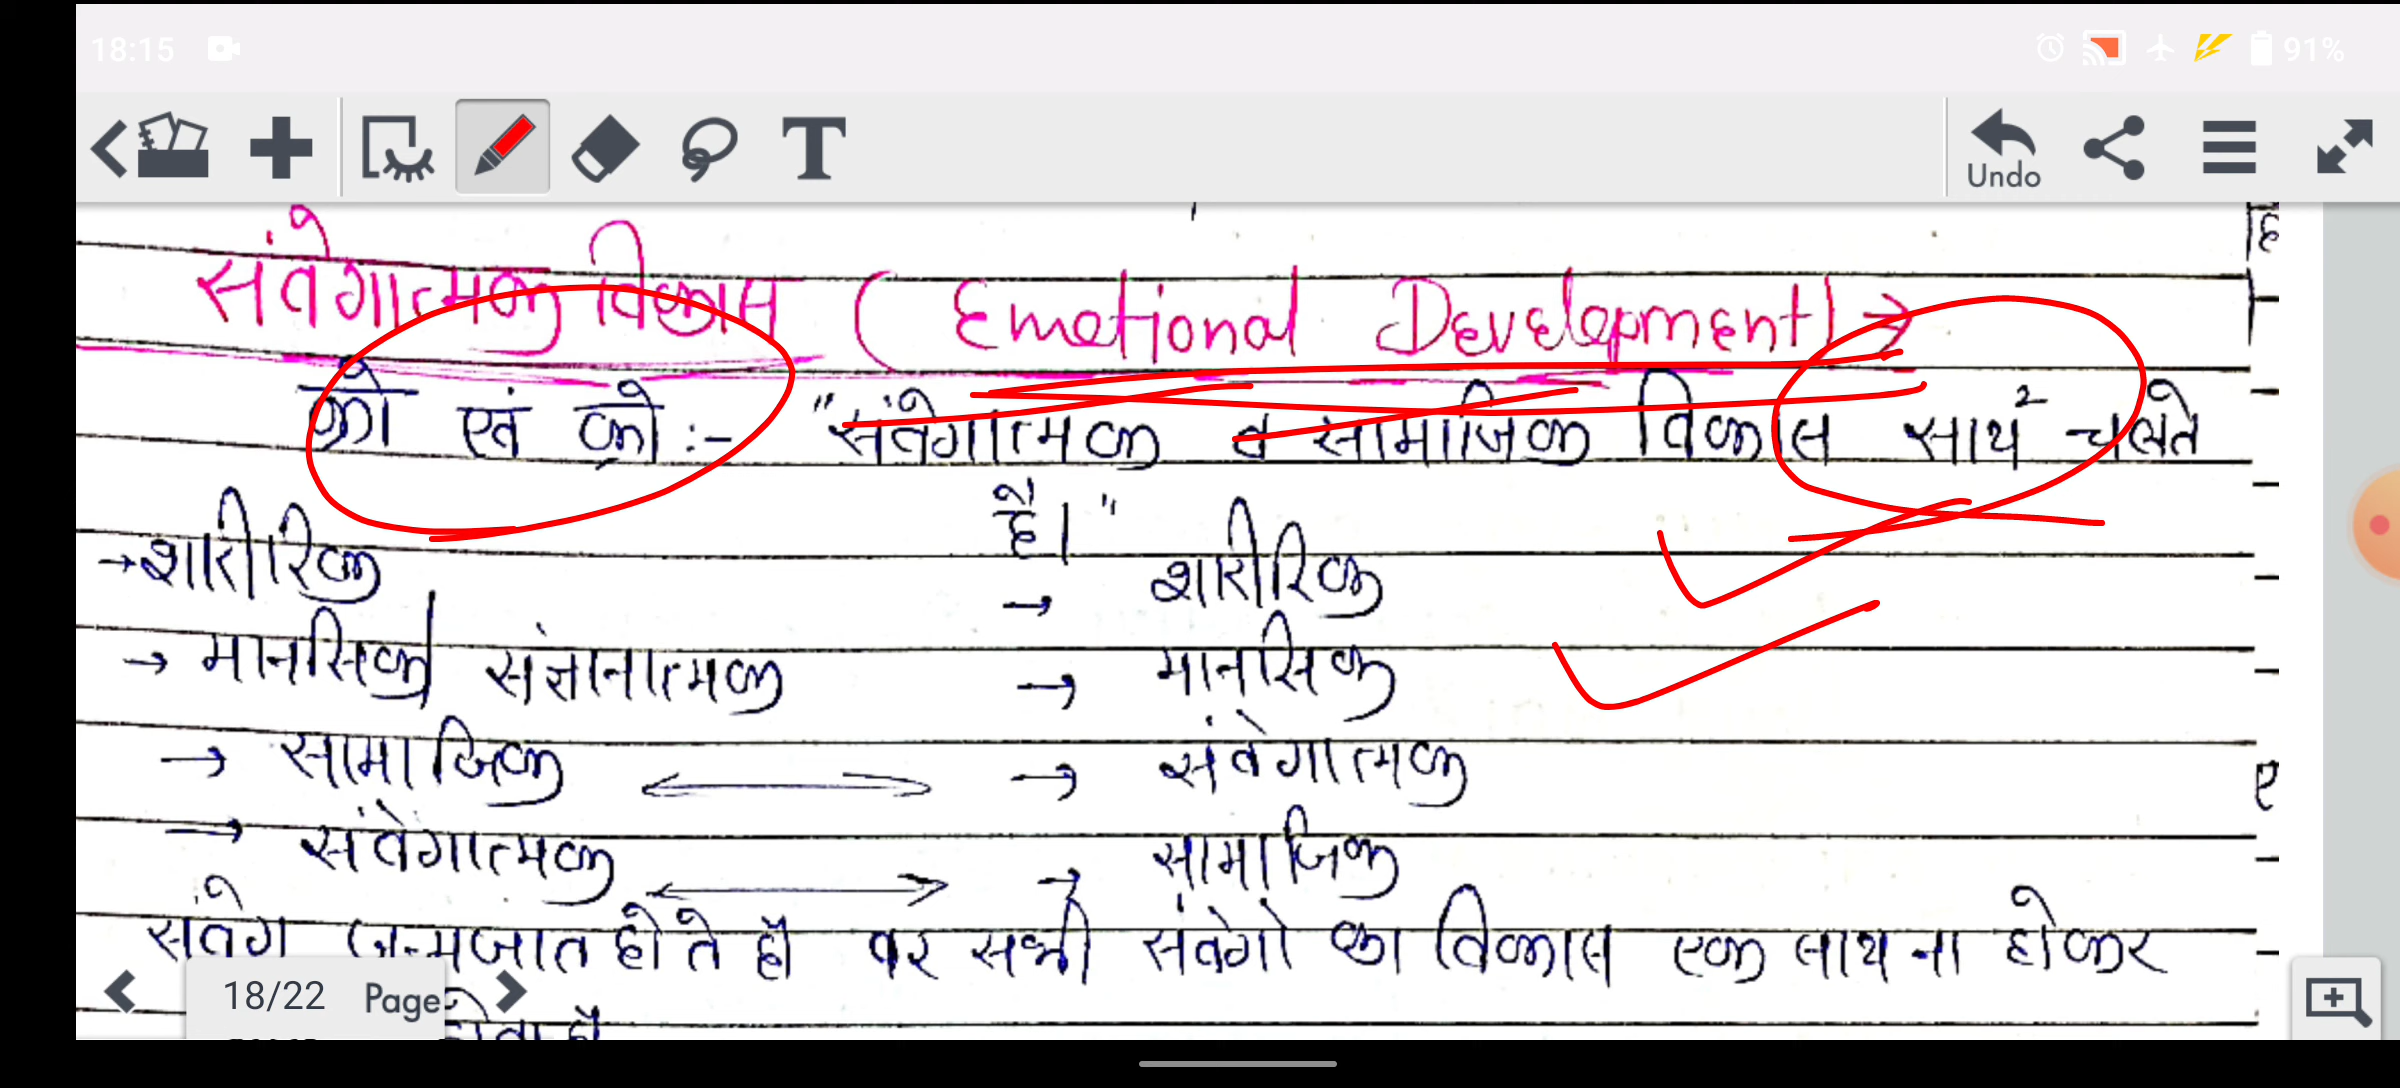 18:15 91%
Undo
संवेगात्मक विकास ( Emotional Development) →
क्रो एवं क्रो :- "संवेगात्मक व सामाजिक विकास साथ² चलते
है।"
→ शारीरिक → शारीरिक
→ मानसिक/ संज्ञानात्मक → मानसिक
→ सामाजिक ⟷ → संवेगात्मक
→ संवेगात्मक ⟷ → सामाजिक
संवेग जन्मजात होते हैं पर सभी संवेगो का विकास एक साथ ना होकर
18/22 Page
होता है